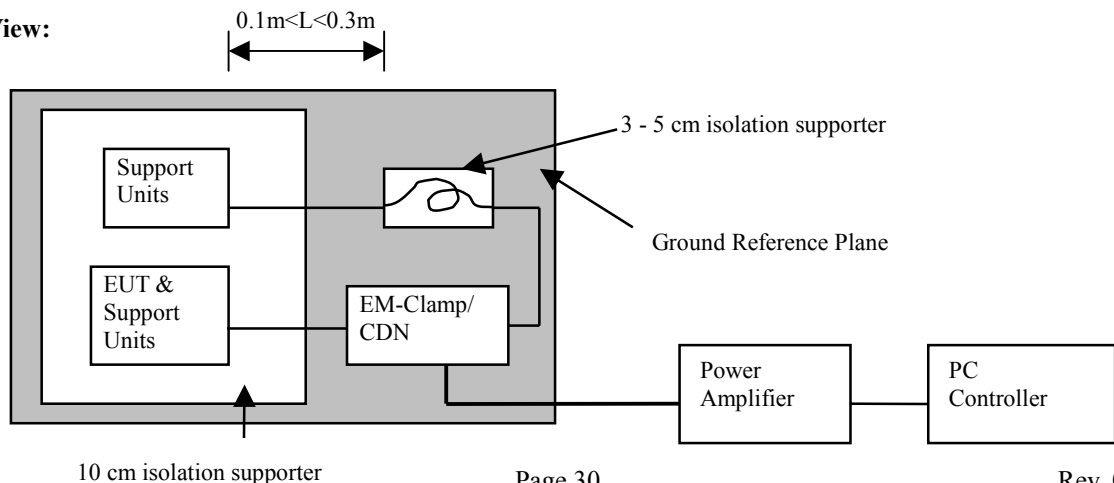 View:
0.1m<L<0.3m
3 - 5 cm isolation supporter
Support
Units
Ground Reference Plane
EUT &
Support
Units
EM-Clamp/
CDN
Power
Amplifier
PC
Controller
10 cm isolation supporter
Page 30
Rev.